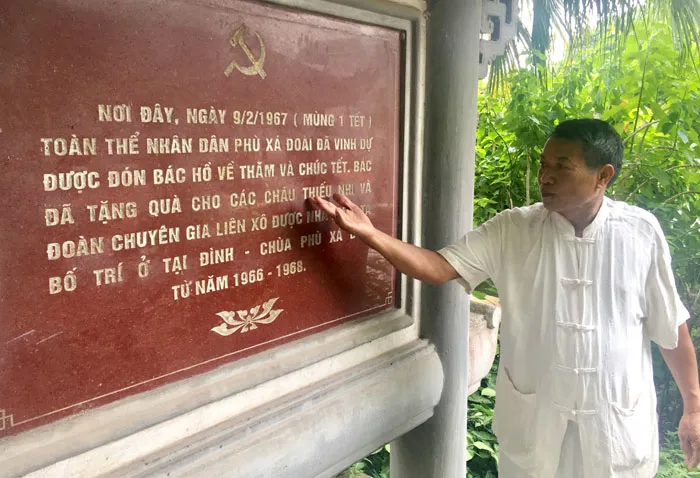 NƠI ĐÂY, NGÀY 9/2/1967 ( MÙNG 1 TẾT )
TOÀN THỂ NHÂN DÂN PHÙ XÁ ĐOÀI ĐÃ VINH DỰ
ĐƯỢC ĐÓN BÁC HỒ VỀ THĂM VÀ CHÚC TẾT. BÁC
ĐÃ TẶNG QUÀ CHO CÁC CHÁU THIẾU NHI VÀ
ĐOÀN CHUYÊN GIA LIÊN XÔ ĐƯỢC
BỐ TRÍ Ở TẠI ĐÌNH - CHÙA PHÙ XÁ
TỪ NĂM 1966 - 1968.